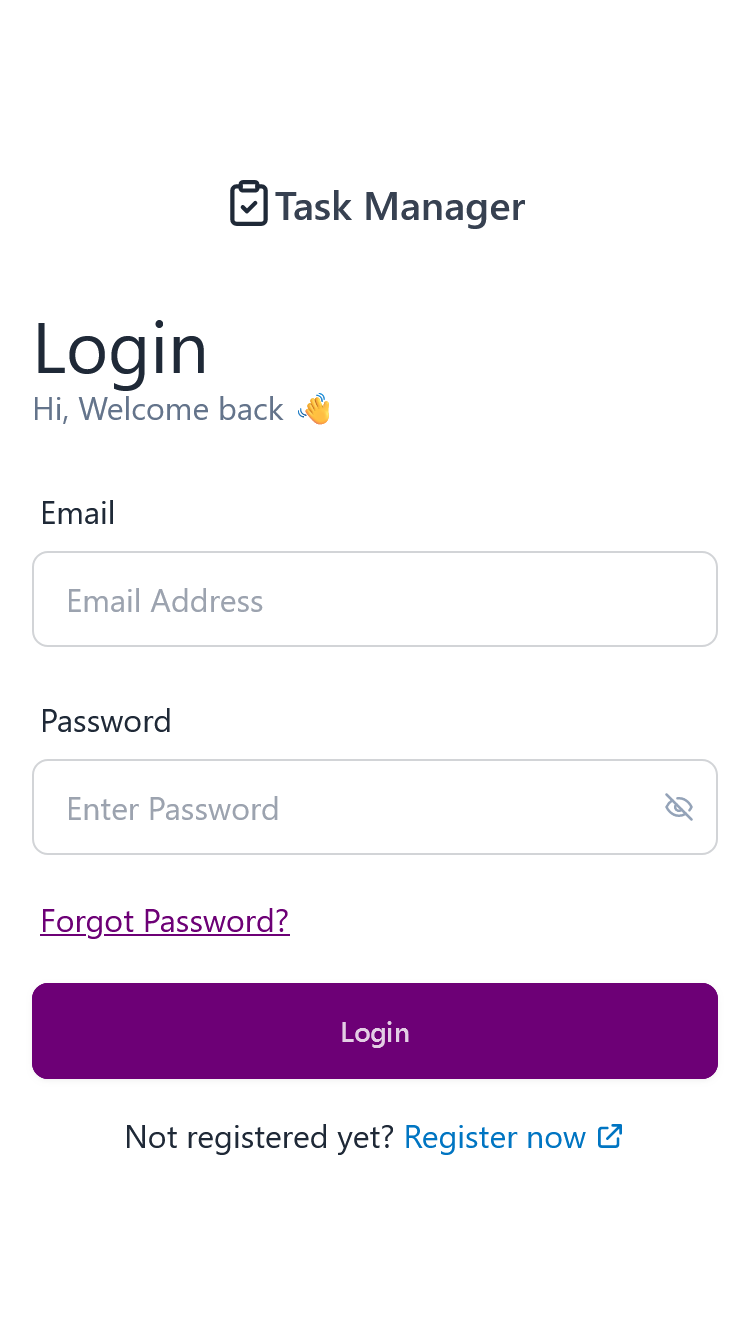 Task Manager
Login
Hi, Welcome back 👋
Email
Email Address
Password
Enter Password
Forgot Password?
Login
Not registered yet? Register now